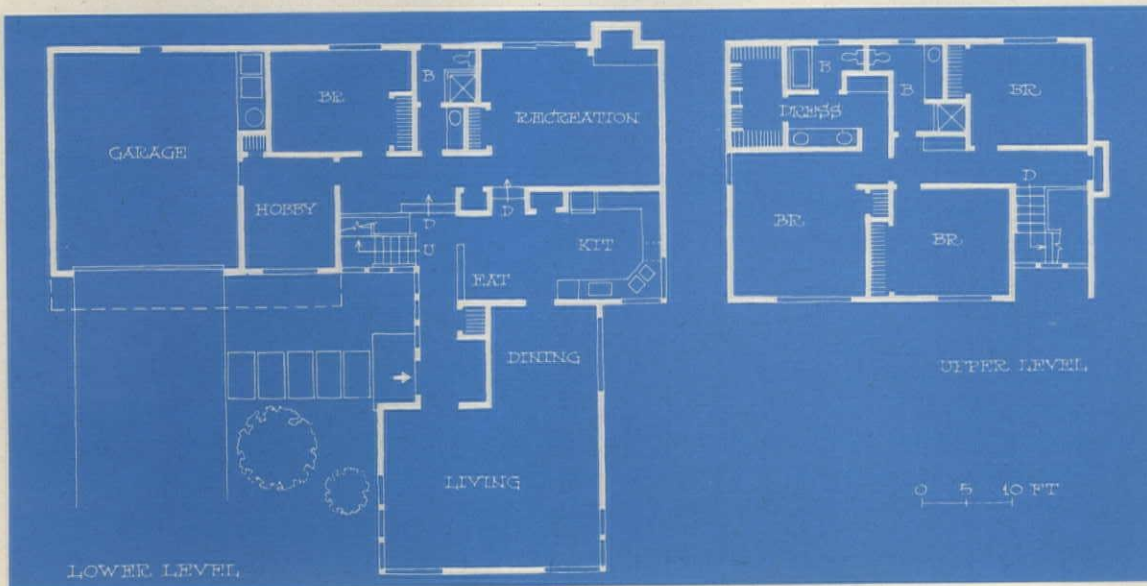 GARAGE
BR
B
RECREATION
HOBBY
D
D
U
KIT
EAT
DINING
LIVING
LOWER LEVEL
B
B
BR
DRESS
D
BR
BR
UPPER LEVEL
0 5 10 FT